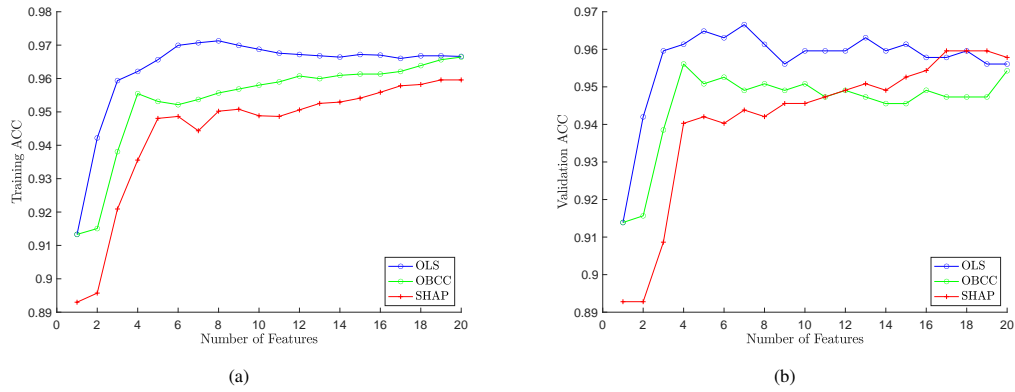 0.98
0.97
0.96
0.95
0.94
0.93
0.92
0.91
0.9
0.89
Training ACC
0 2 4 6 8 10 12 14 16 18 20
Number of Features
OLS
OBCC
SHAP
(a)
0.97
0.96
0.95
0.94
0.93
0.92
0.91
0.9
0.89
Validation ACC
0 2 4 6 8 10 12 14 16 18 20
Number of Features
OLS
OBCC
SHAP
(b)